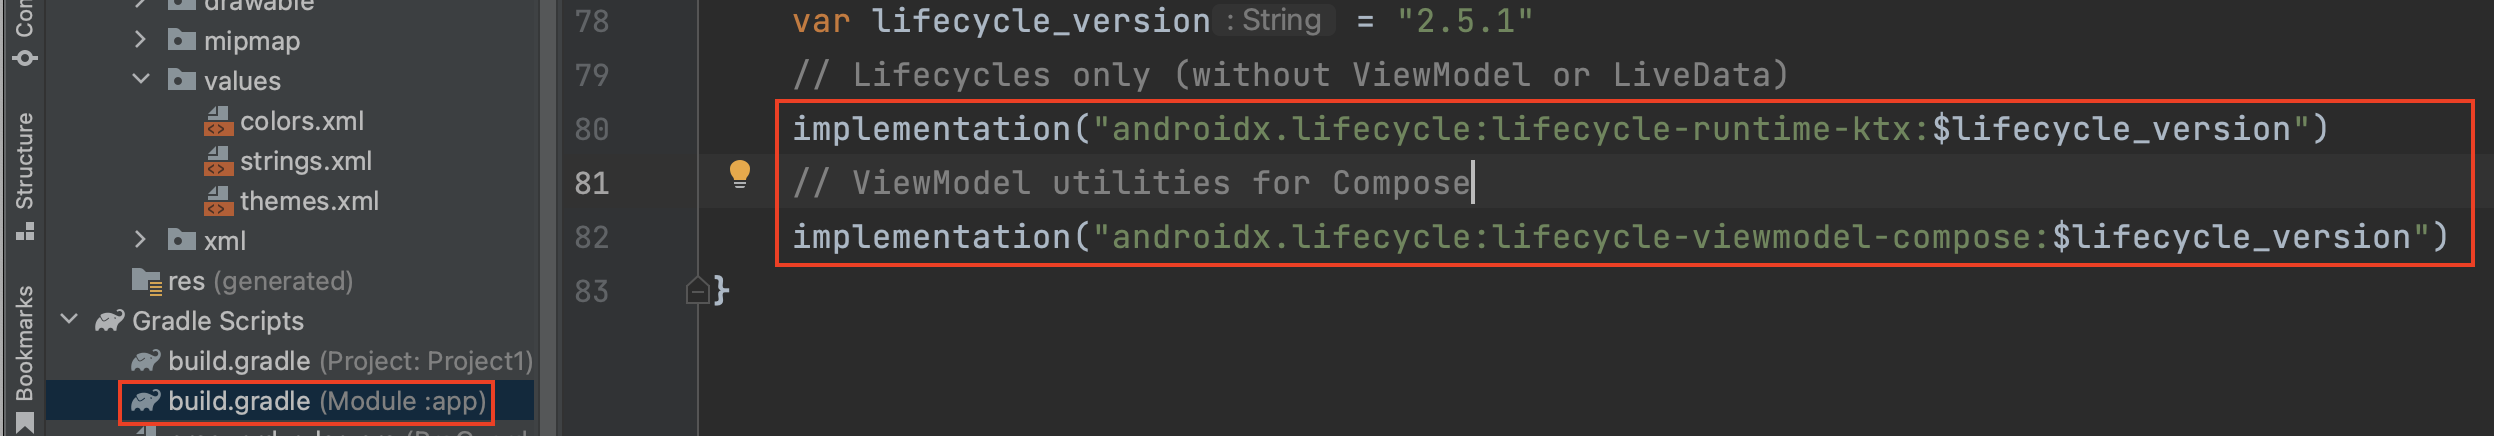 Con
Structure
Bookmarks
drawable
mipmap
values
colors.xml
strings.xml
themes.xml
xml
res (generated)
Gradle Scripts
build.gradle (Project: Project1)
build.gradle (Module :app)
78 var lifecycle_version : String = "2.5.1"
79 // Lifecycles only (without ViewModel or LiveData)
80 implementation("androidx.lifecycle:lifecycle-runtime-ktx:$lifecycle_version")
81 // ViewModel utilities for Compose
82 implementation("androidx.lifecycle:lifecycle-viewmodel-compose:$lifecycle_version")
83 }